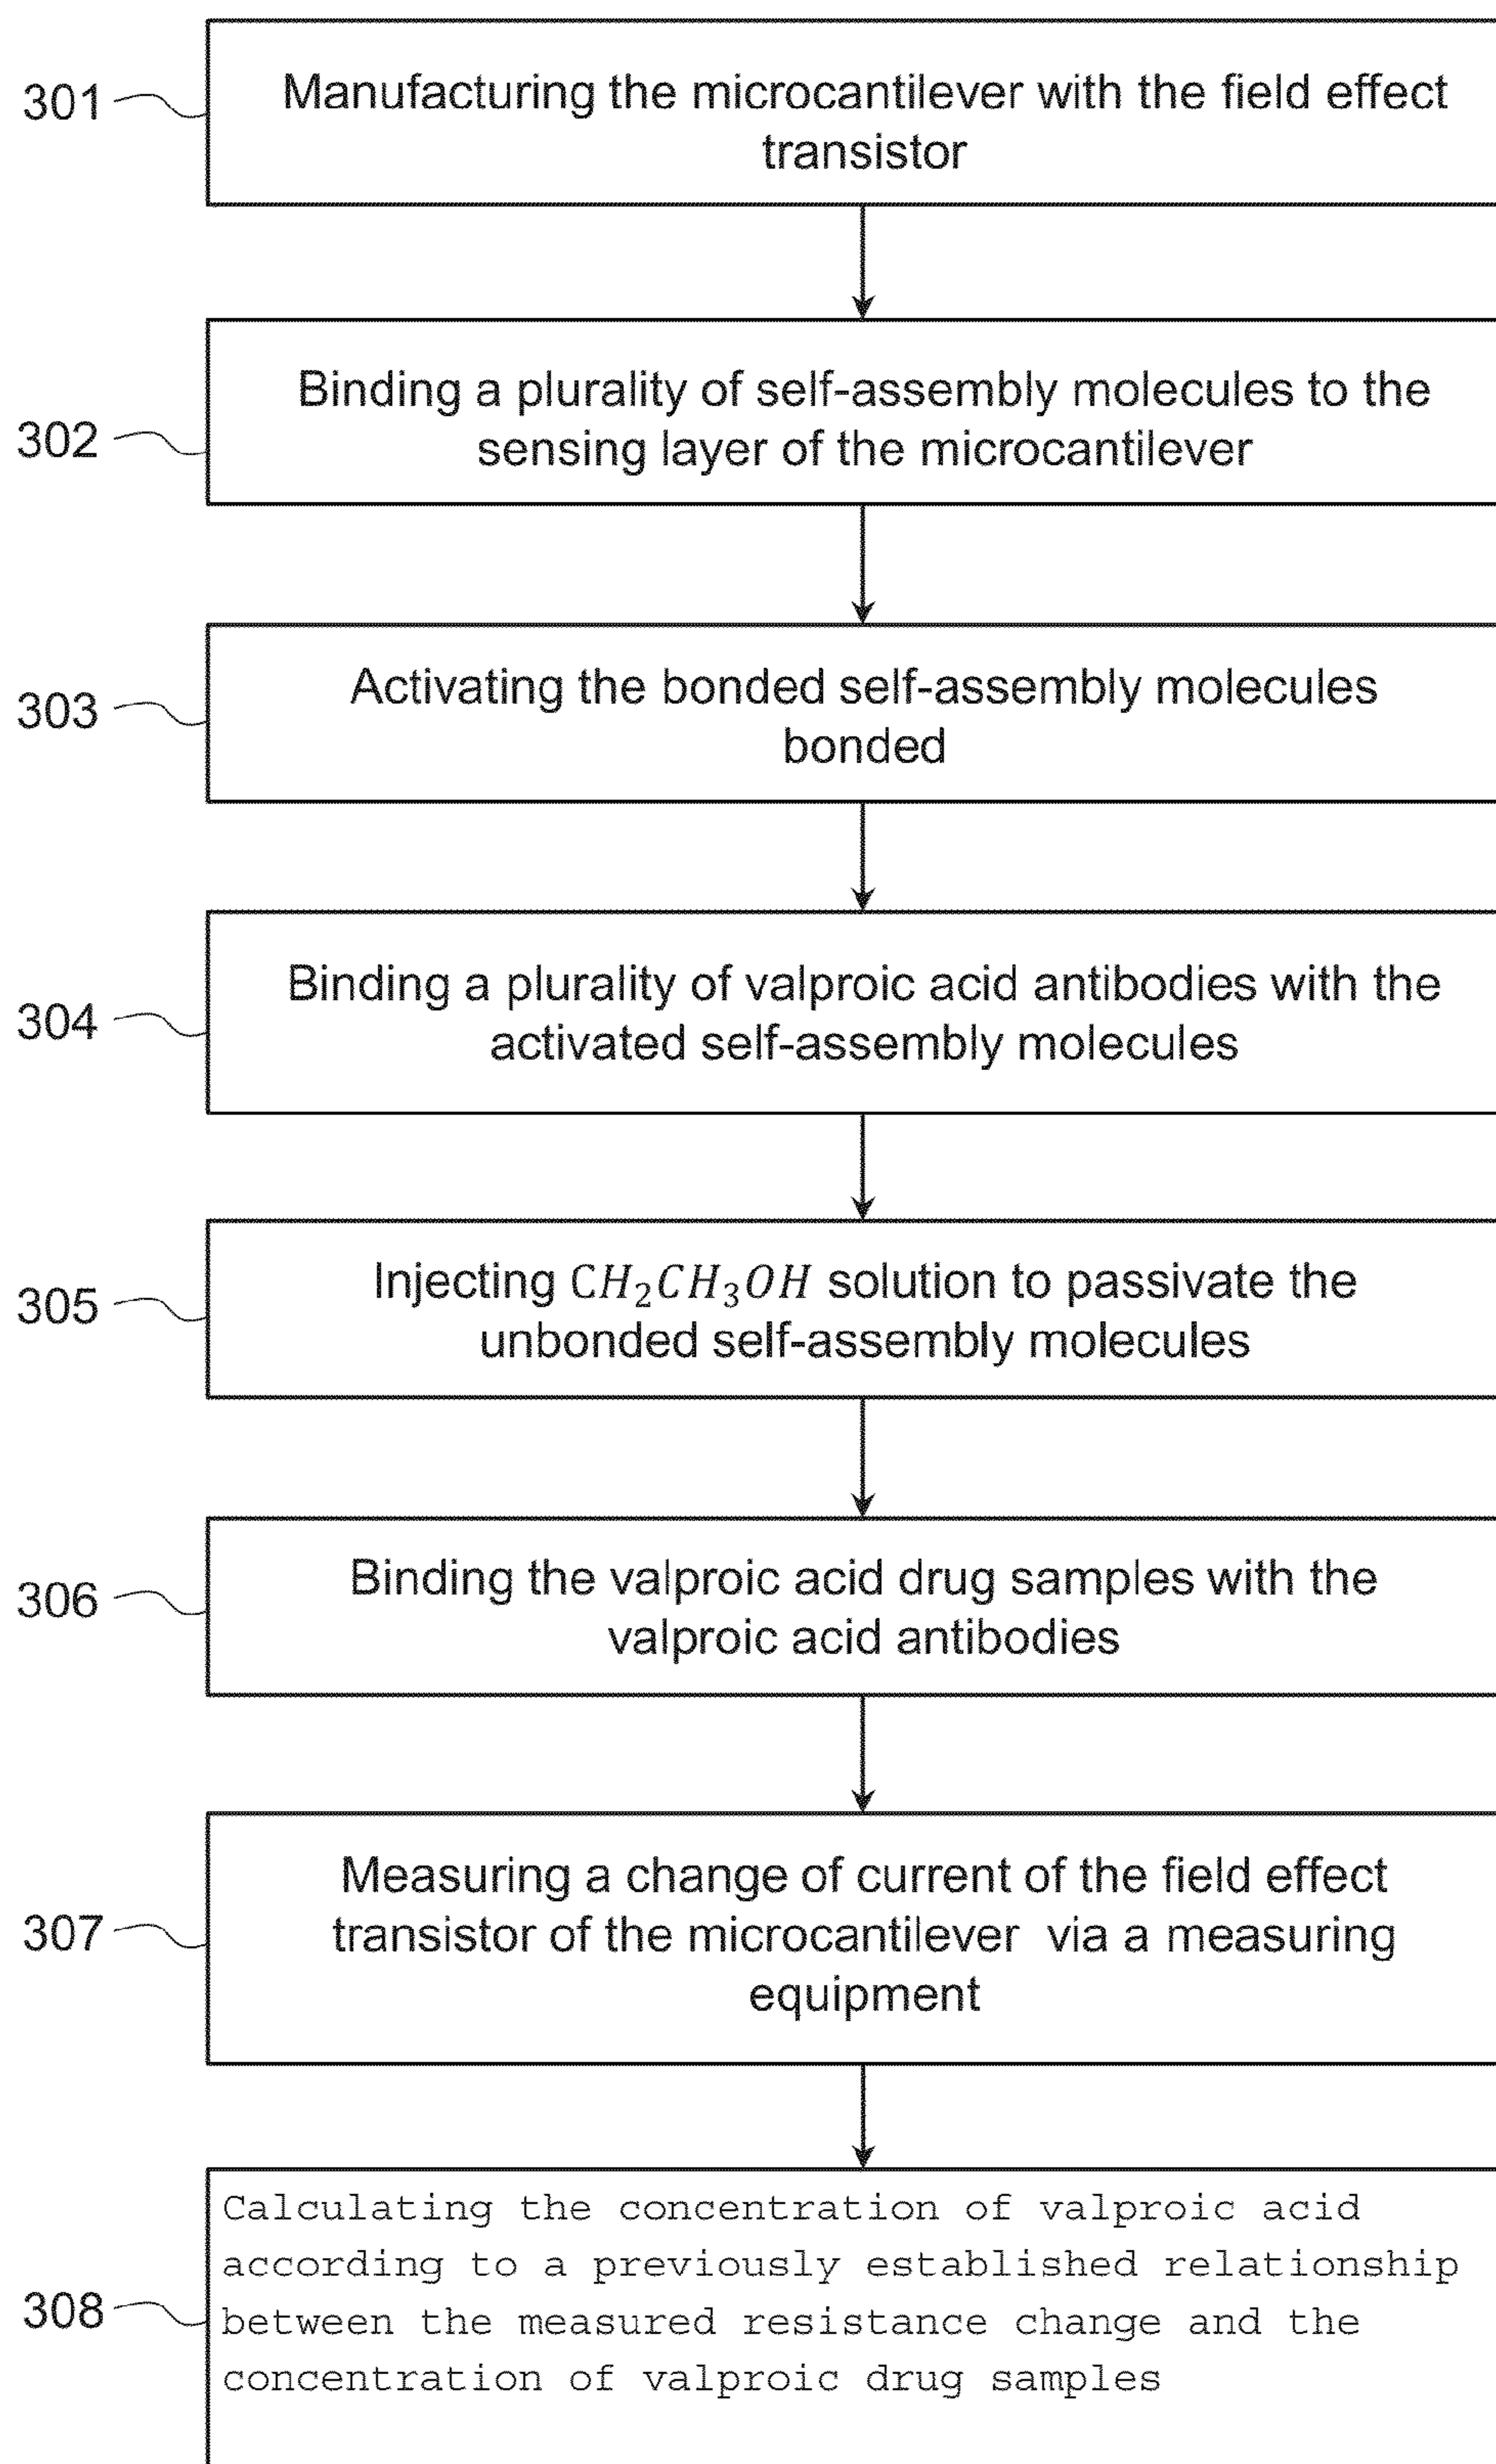 301
Manufacturing the microcantilever with the field effect
transistor
302
Binding a plurality of self-assembly molecules to the
sensing layer of the microcantilever
303
Activating the bonded self-assembly molecules
bonded
304
Binding a plurality of valproic acid antibodies with the
activated self-assembly molecules
305
Injecting CH₂CH₃OH solution to passivate the
unbonded self-assembly molecules
306
Binding the valproic acid drug samples with the
valproic acid antibodies
307
Measuring a change of current of the field effect
transistor of the microcantilever via a measuring
equipment
308
Calculating the concentration of valproic acid
according to a previously established relationship
between the measured resistance change and the
concentration of valproic drug samples